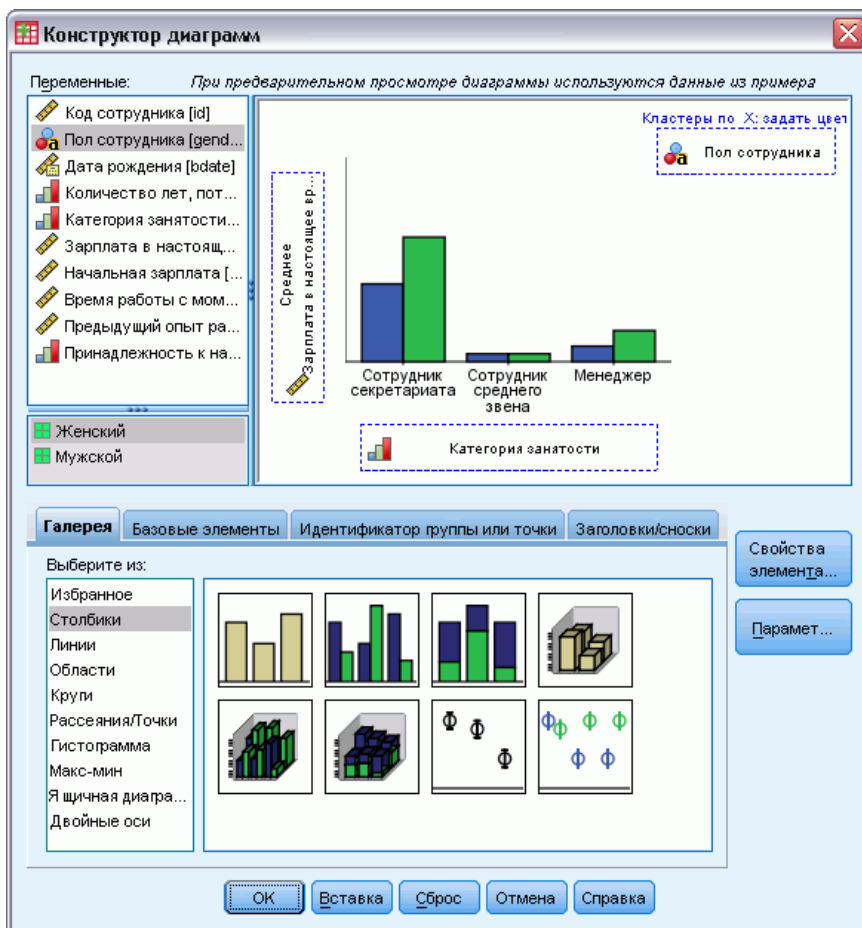 Конструктор диаграмм
Переменные:
При предварительном просмотре диаграммы используются данные из примера
Код сотрудника [id]
Пол сотрудника [gend...
Дата рождения [bdate]
Количество лет, пот...
Категория занятости...
Зарплата в настоящ...
Начальная зарплата [...
Время работы с мом...
Предыдущий опыт ра...
Принадлежность к на...
Женский
Мужской
Кластеры по X: задать цвет
a Пол сотрудника
Среднее
Зарплата в настоящее вр...
Сотрудник
секретариата
Сотрудник
среднего
звена
Менеджер
Категория занятости
Галерея
Базовые элементы
Идентификатор группы или точки
Заголовки/сноски
Выберите из:
Избранное
Столбики
Линии
Области
Круги
Рассеяния/Точки
Гистограмма
Макс-мин
Ящичная диагра...
Двойные оси
Свойства
элемента...
Парамет...
OK
Вставка
Сброс
Отмена
Справка